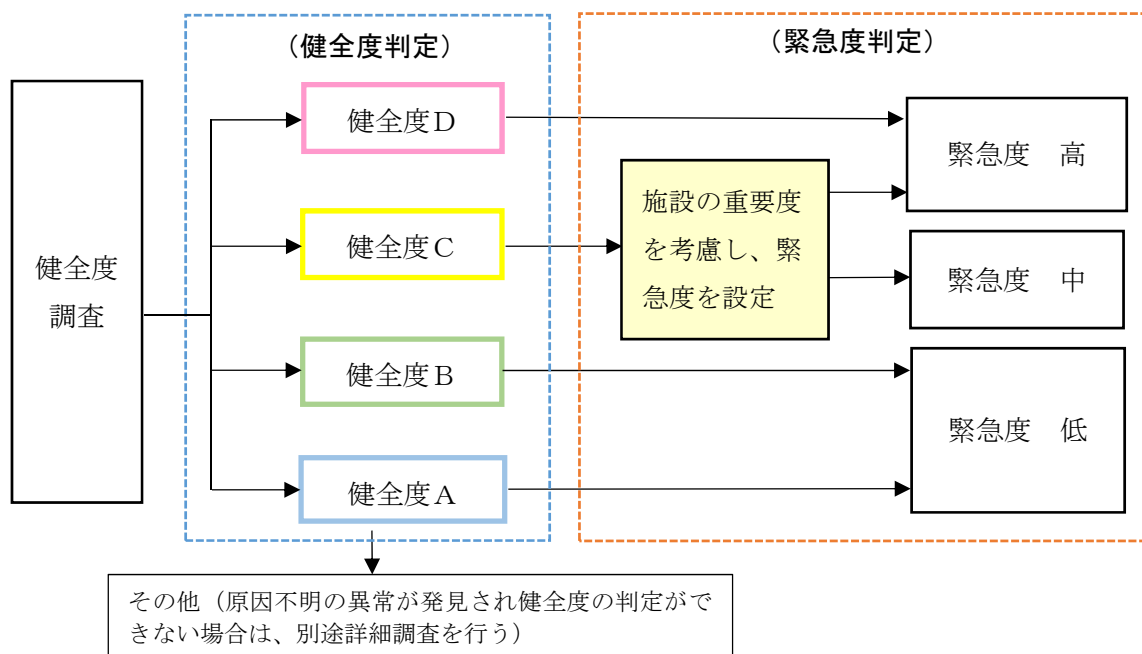 （健全度判定）
（緊急度判定）
健全度
調査
健全度Ｄ
健全度Ｃ
健全度Ｂ
健全度Ａ
施設の重要度
を考慮し、緊
急度を設定
緊急度　高
緊急度　中
緊急度　低
その他（原因不明の異常が発見され健全度の判定がで
きない場合は、別途詳細調査を行う）